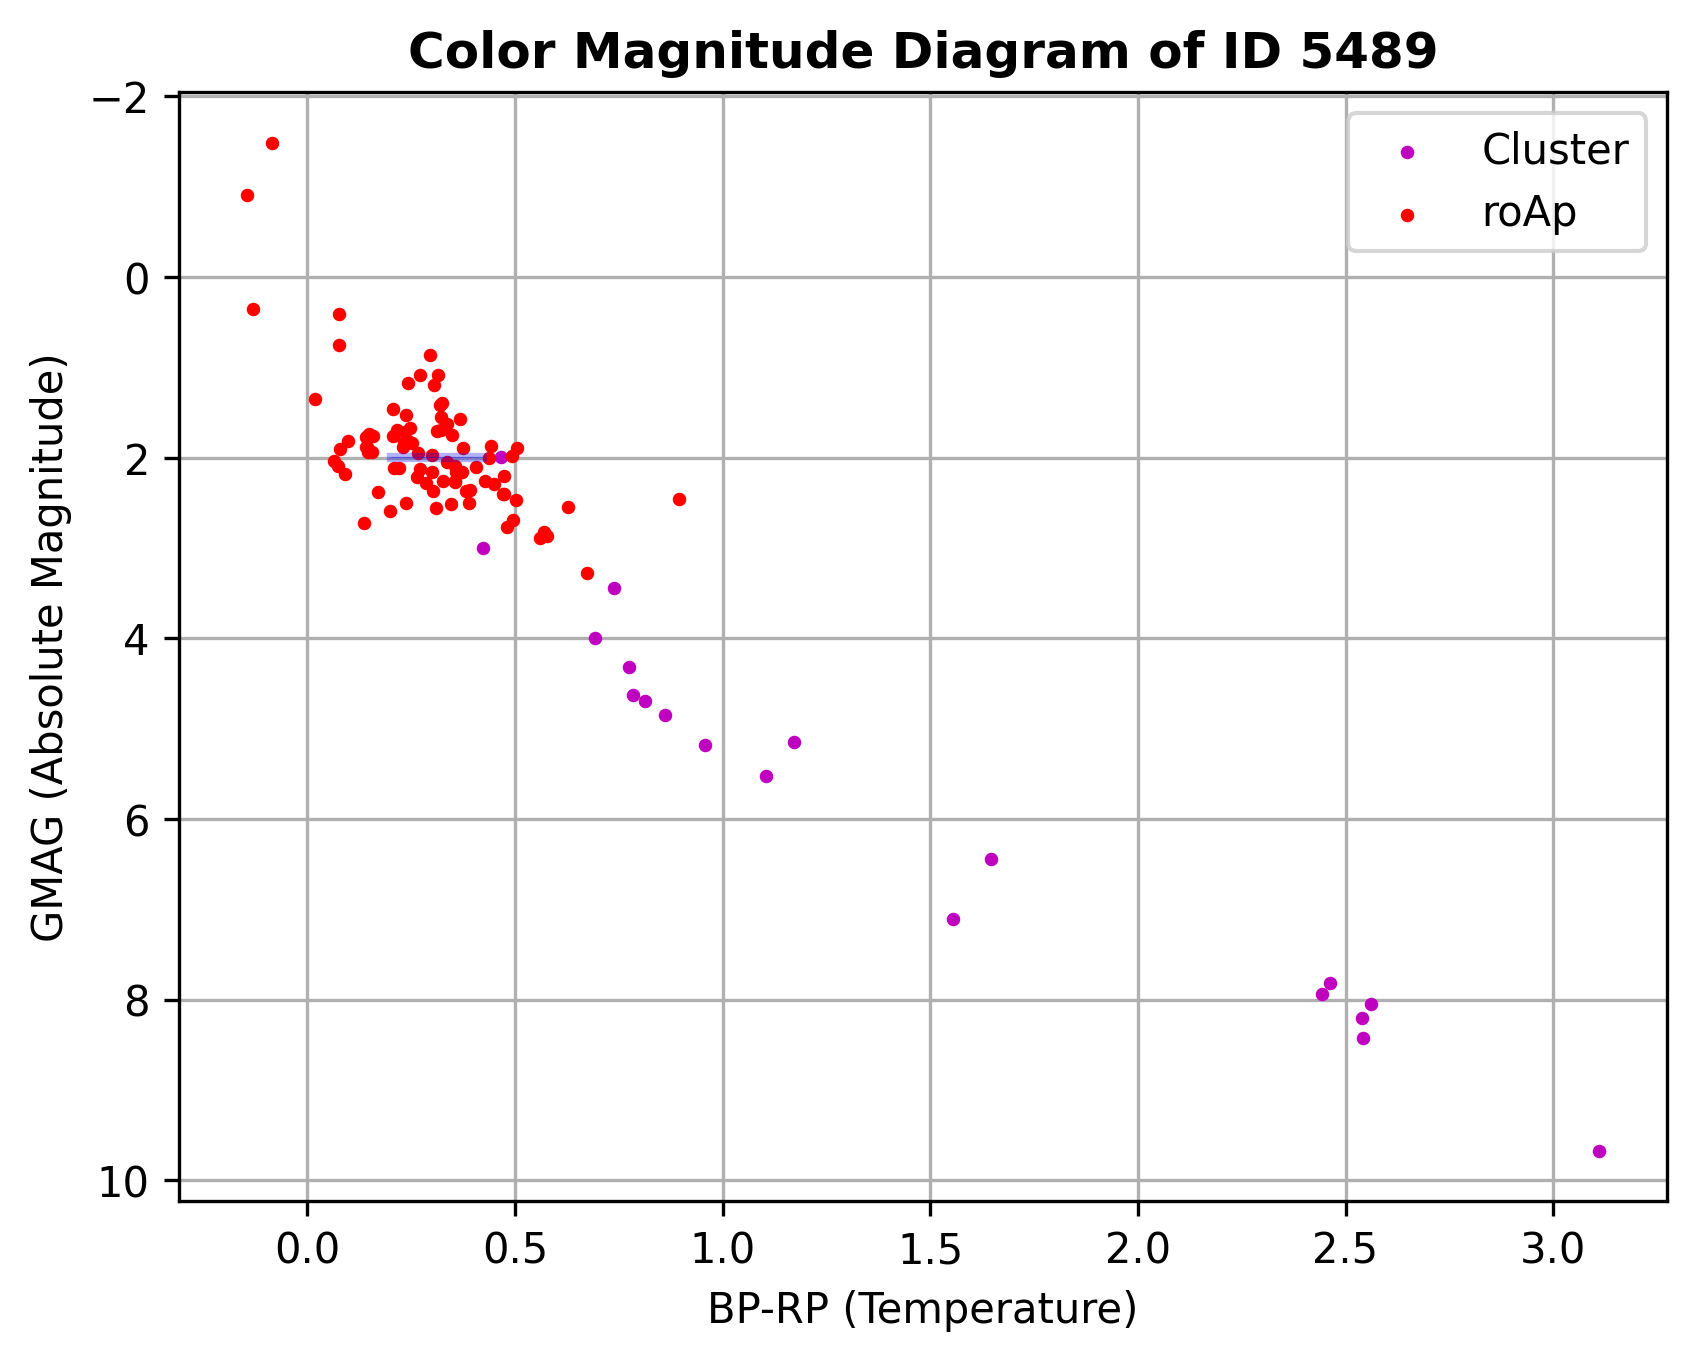 Color Magnitude Diagram of ID 5489
Cluster
roAp
GMAG (Absolute Magnitude)
−2
0
2
4
6
8
10
0.0 0.5 1.0 1.5 2.0 2.5 3.0
BP-RP (Temperature)